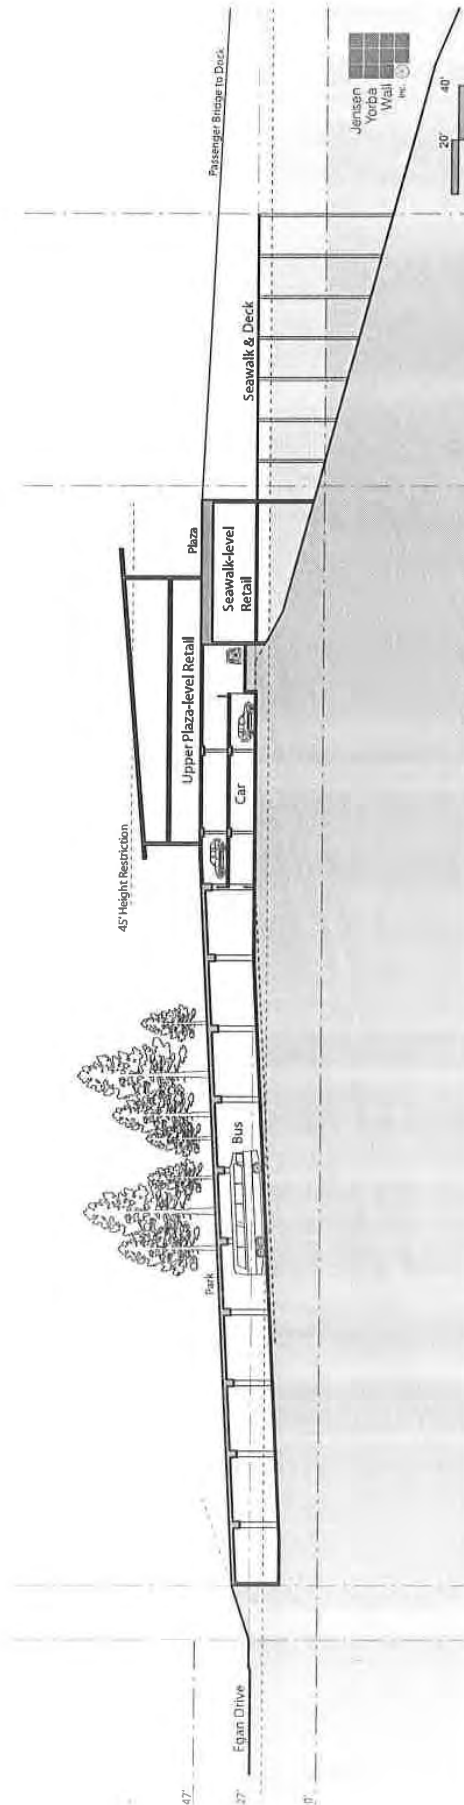 Passenger Bridge to Dock
Jensen
Yorba
Wall
Inc.
20'
40'
Seawalk & Deck
Plaza
Seawalk-level
Retail
Upper Plaza-level Retail
45' Height Restriction
Car
Bus
Park
Egan Drive
47'
27'
0'